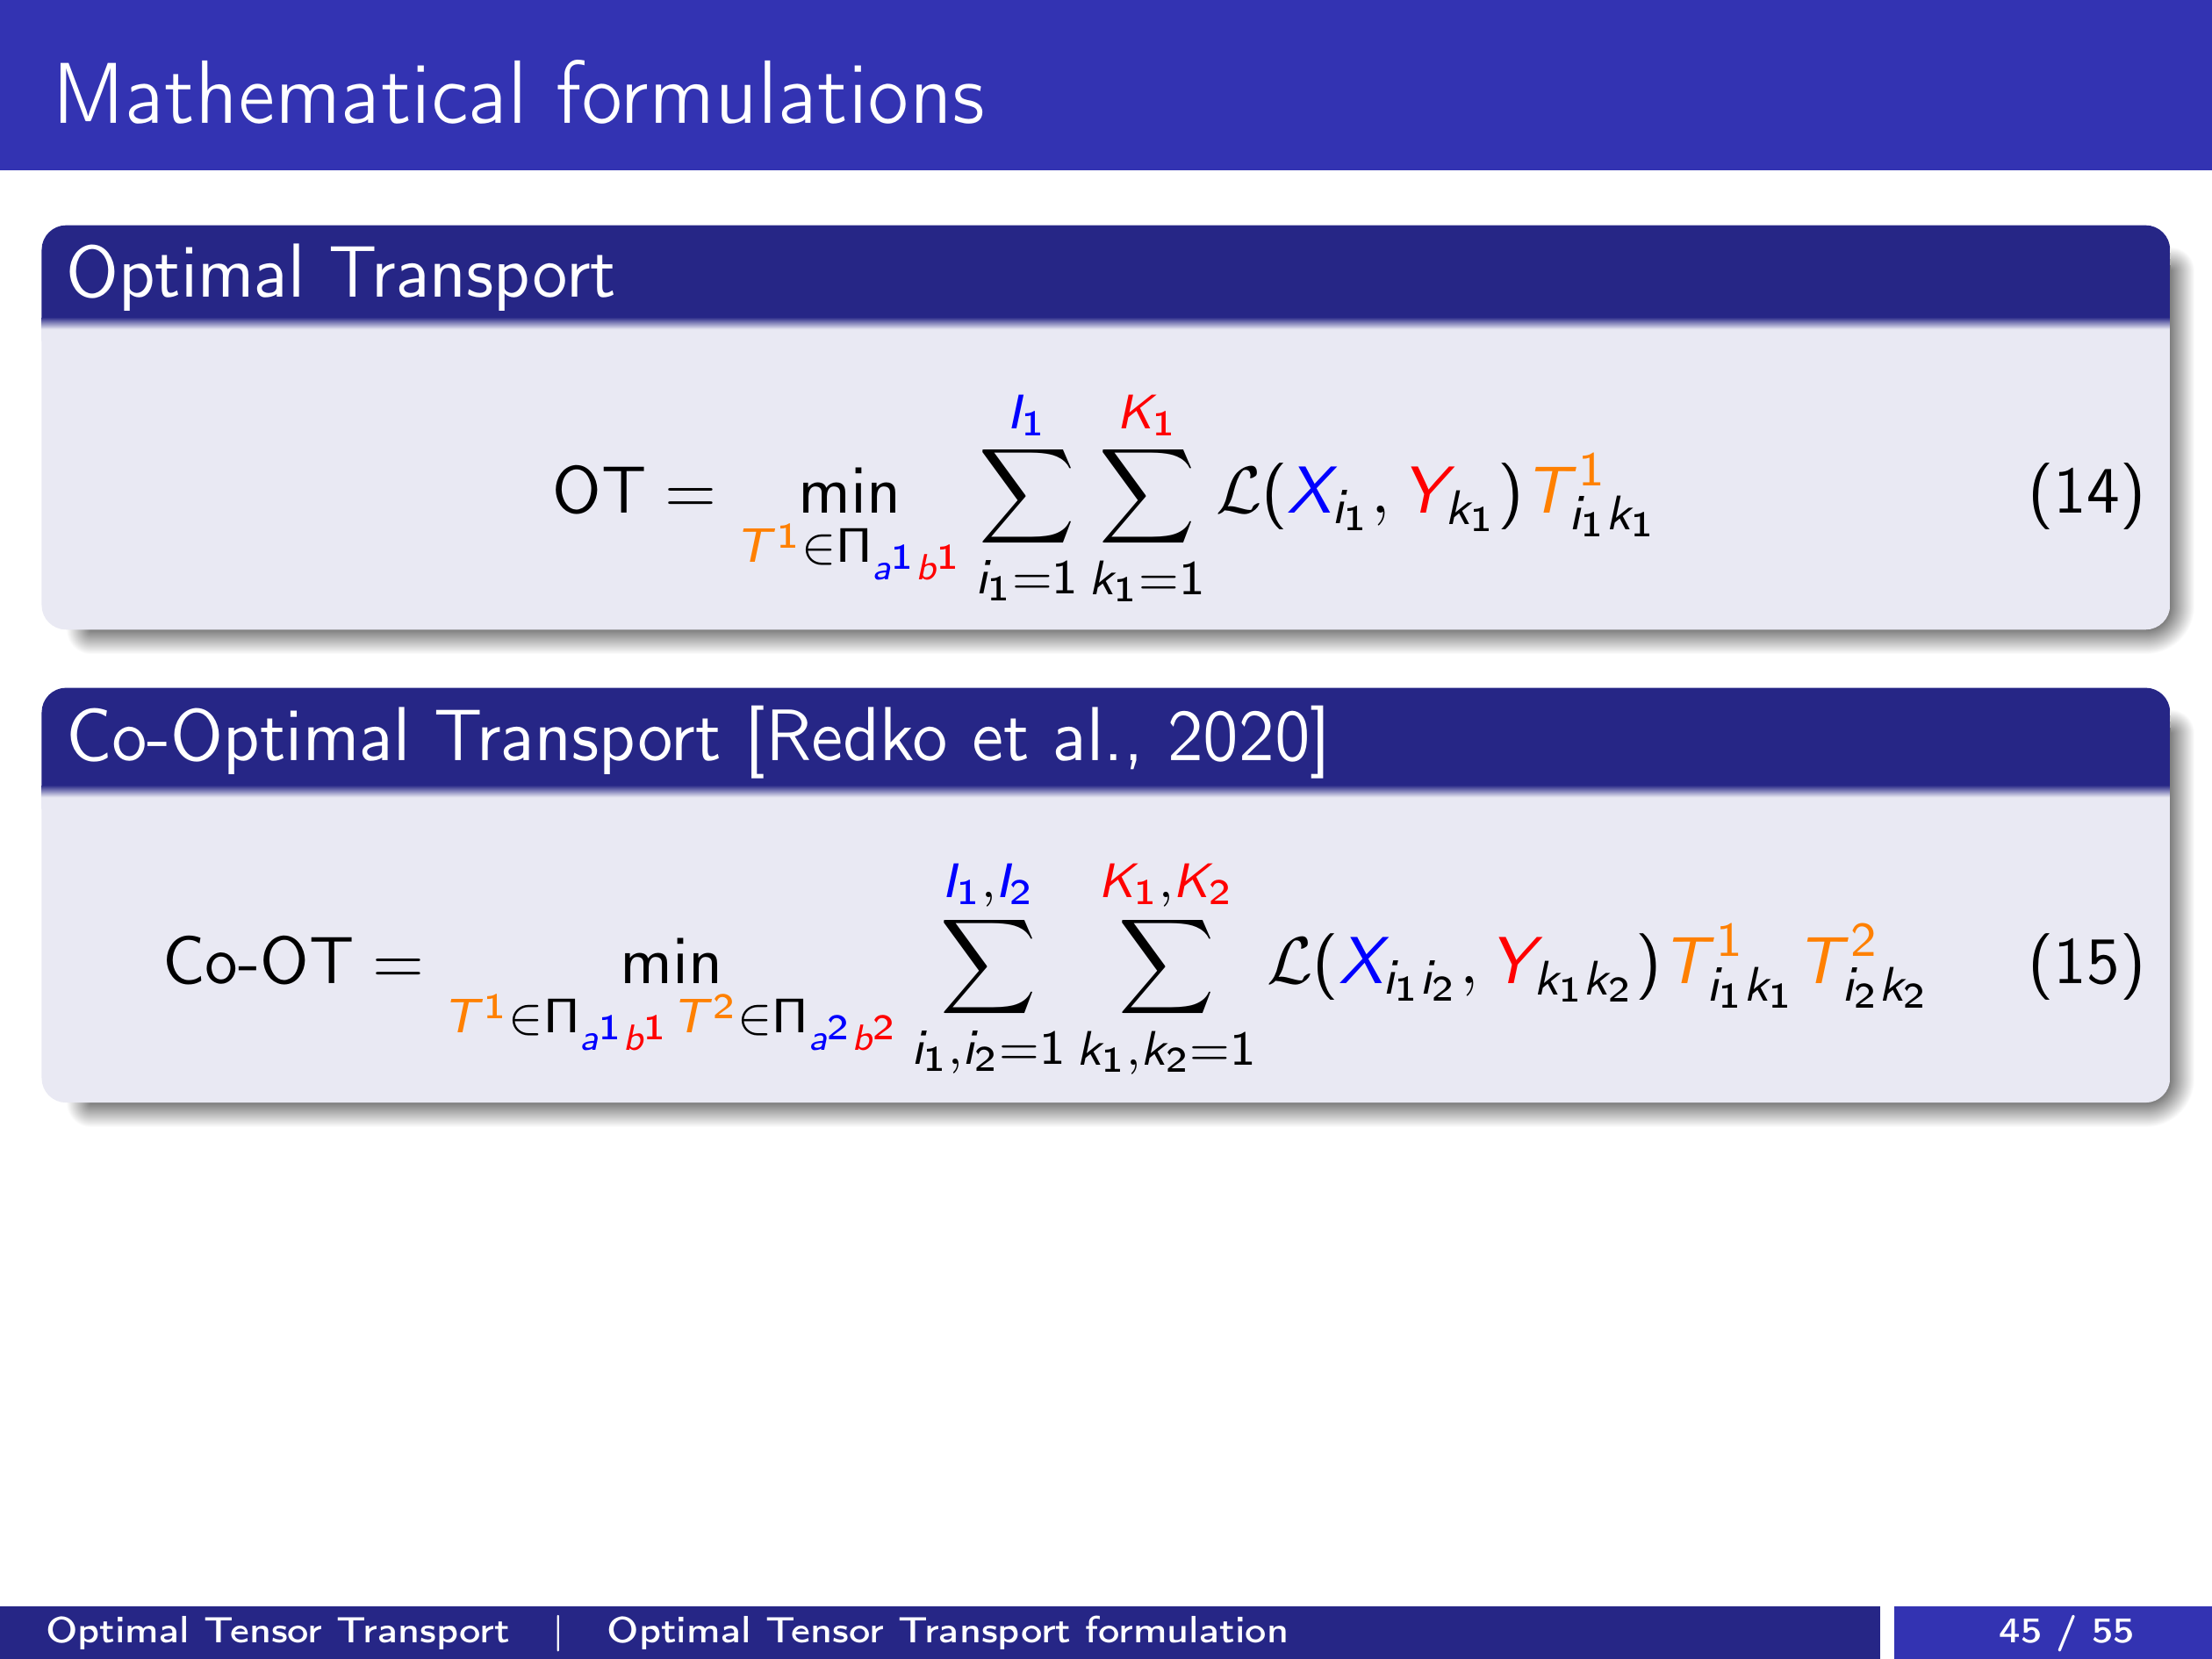 Mathematical formulations
Optimal Transport
$\text{OT} = \min_{T^1 \in \Pi_{a^1 b^1}} \sum_{i_1=1}^{I_1} \sum_{k_1=1}^{K_1} \mathcal{L}(X_{i_1}, Y_{k_1}) T^1_{i_1 k_1}$ (14)
Co-Optimal Transport [Redko et al., 2020]
$\text{Co-OT} = \min_{T^1 \in \Pi_{a^1 b^1} T^2 \in \Pi_{a^2 b^2}} \sum_{i_1,i_2=1}^{I_1,I_2} \sum_{k_1,k_2=1}^{K_1,K_2} \mathcal{L}(X_{i_1 i_2}, Y_{k_1 k_2}) T^1_{i_1 k_1} T^2_{i_2 k_2}$ (15)
Optimal Tensor Transport | Optimal Tensor Transport formulation 45 / 55